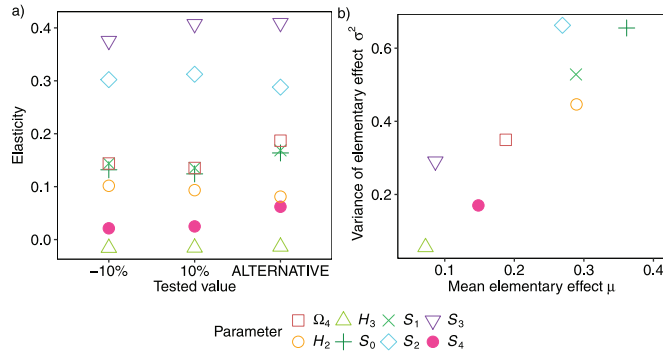 a)
Elasticity
0.4
0.3
0.2
0.1
0.0
−10% 10% ALTERNATIVE
Tested value
b)
Variance of elementary effect σ²
0.6
0.4
0.2
0.1 0.2 0.3 0.4
Mean elementary effect μ
Parameter
Ω₄ H₃ S₁ S₃
H₂ S₀ S₂ S₄